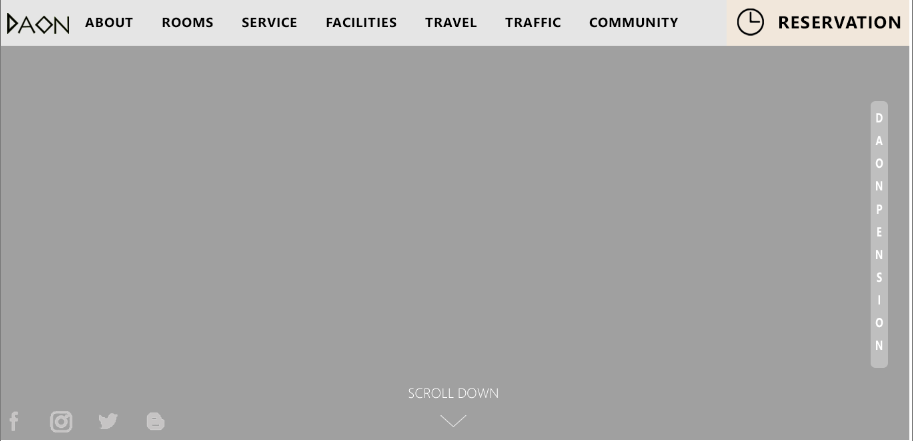 DAON ABOUT ROOMS SERVICE FACILITIES TRAVEL TRAFFIC COMMUNITY RESERVATION
D
A
O
N
P
E
N
S
I
O
N
SCROLL DOWN